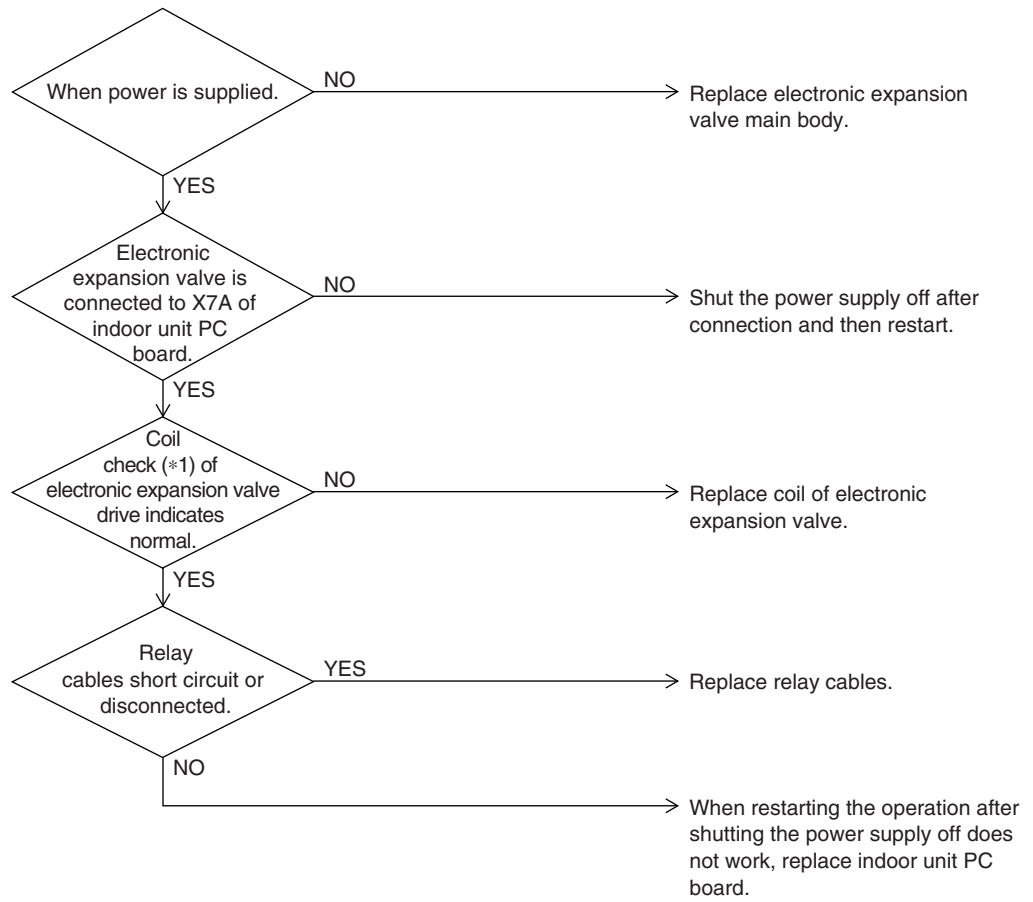 When power is supplied.
NO
Replace electronic expansion
valve main body.
YES
Electronic
expansion valve is
connected to X7A of
indoor unit PC
board.
NO
Shut the power supply off after
connection and then restart.
YES
Coil
check (*1) of
electronic expansion valve
drive indicates
normal.
NO
Replace coil of electronic
expansion valve.
YES
Relay
cables short circuit or
disconnected.
YES
Replace relay cables.
NO
When restarting the operation after
shutting the power supply off does
not work, replace indoor unit PC
board.